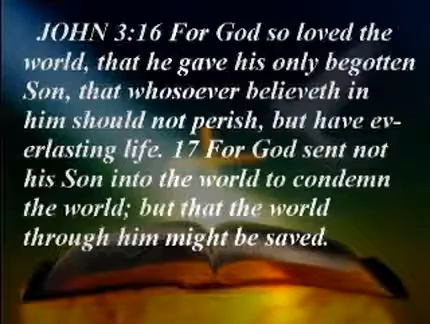 JOHN 3:16 For God so loved the
world, that he gave his only begotten
Son, that whosoever believeth in
him should not perish, but have ev-
erlasting life. 17 For God sent not
his Son into the world to condemn
the world; but that the world
through him might be saved.